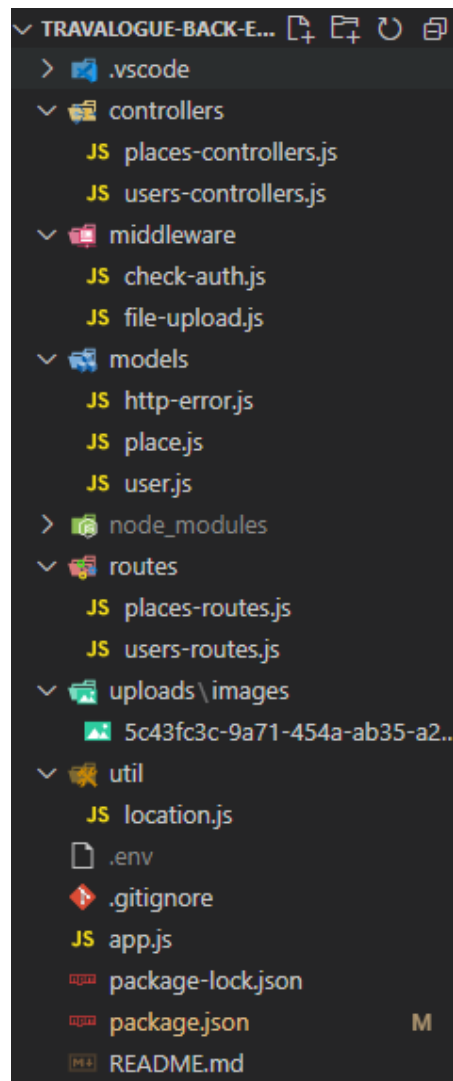 TRAVALOGUE-BACK-E...
.vscode
controllers
JS places-controllers.js
JS users-controllers.js
middleware
JS check-auth.js
JS file-upload.js
models
JS http-error.js
JS place.js
JS user.js
node_modules
routes
JS places-routes.js
JS users-routes.js
uploads\images
5c43fc3c-9a71-454a-ab35-a2...
util
JS location.js
.env
.gitignore
JS app.js
npm package-lock.json
npm package.json M
M↓ README.md